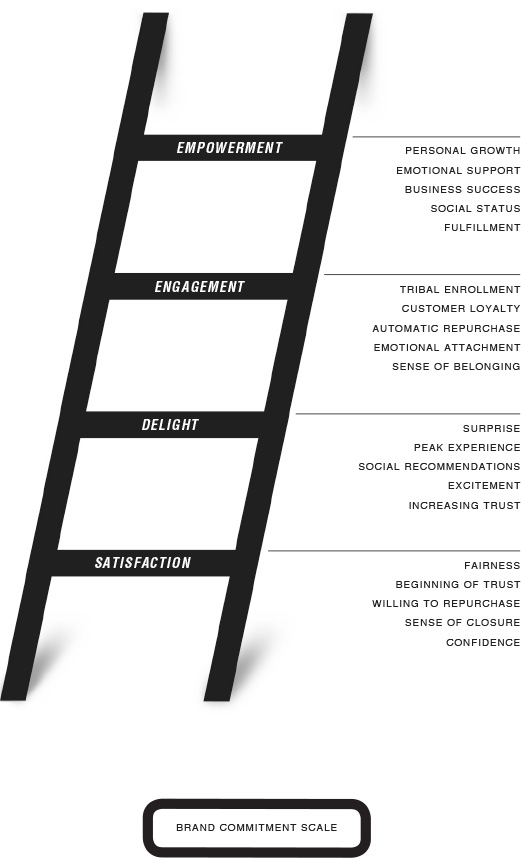 EMPOWERMENT
PERSONAL GROWTH
EMOTIONAL SUPPORT
BUSINESS SUCCESS
SOCIAL STATUS
FULFILLMENT
ENGAGEMENT
TRIBAL ENROLLMENT
CUSTOMER LOYALTY
AUTOMATIC REPURCHASE
EMOTIONAL ATTACHMENT
SENSE OF BELONGING
DELIGHT
SURPRISE
PEAK EXPERIENCE
SOCIAL RECOMMENDATIONS
EXCITEMENT
INCREASING TRUST
SATISFACTION
FAIRNESS
BEGINNING OF TRUST
WILLING TO REPURCHASE
SENSE OF CLOSURE
CONFIDENCE
BRAND COMMITMENT SCALE